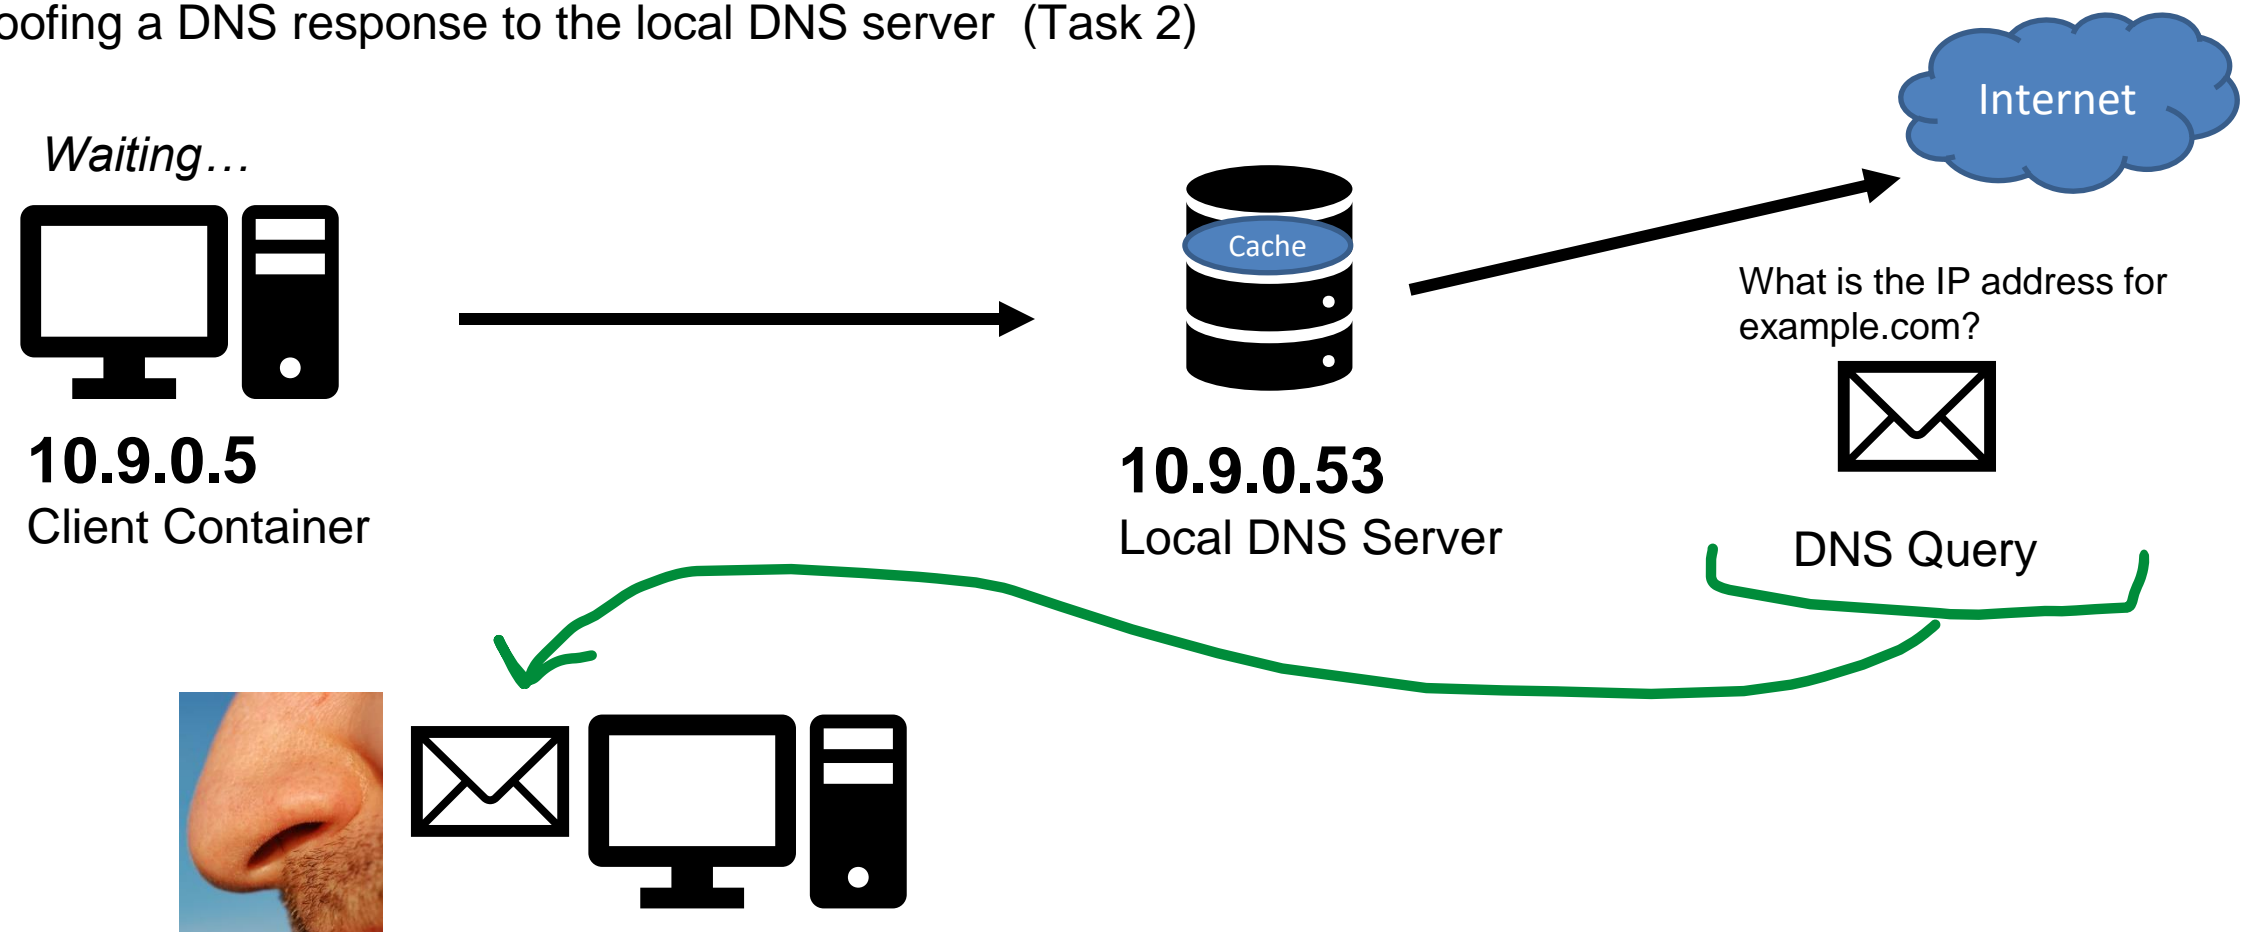 oofing a DNS response to the local DNS server (Task 2)
Internet
Waiting...
Cache
What is the IP address for
example.com?
10.9.0.5
Client Container
10.9.0.53
Local DNS Server
DNS Query